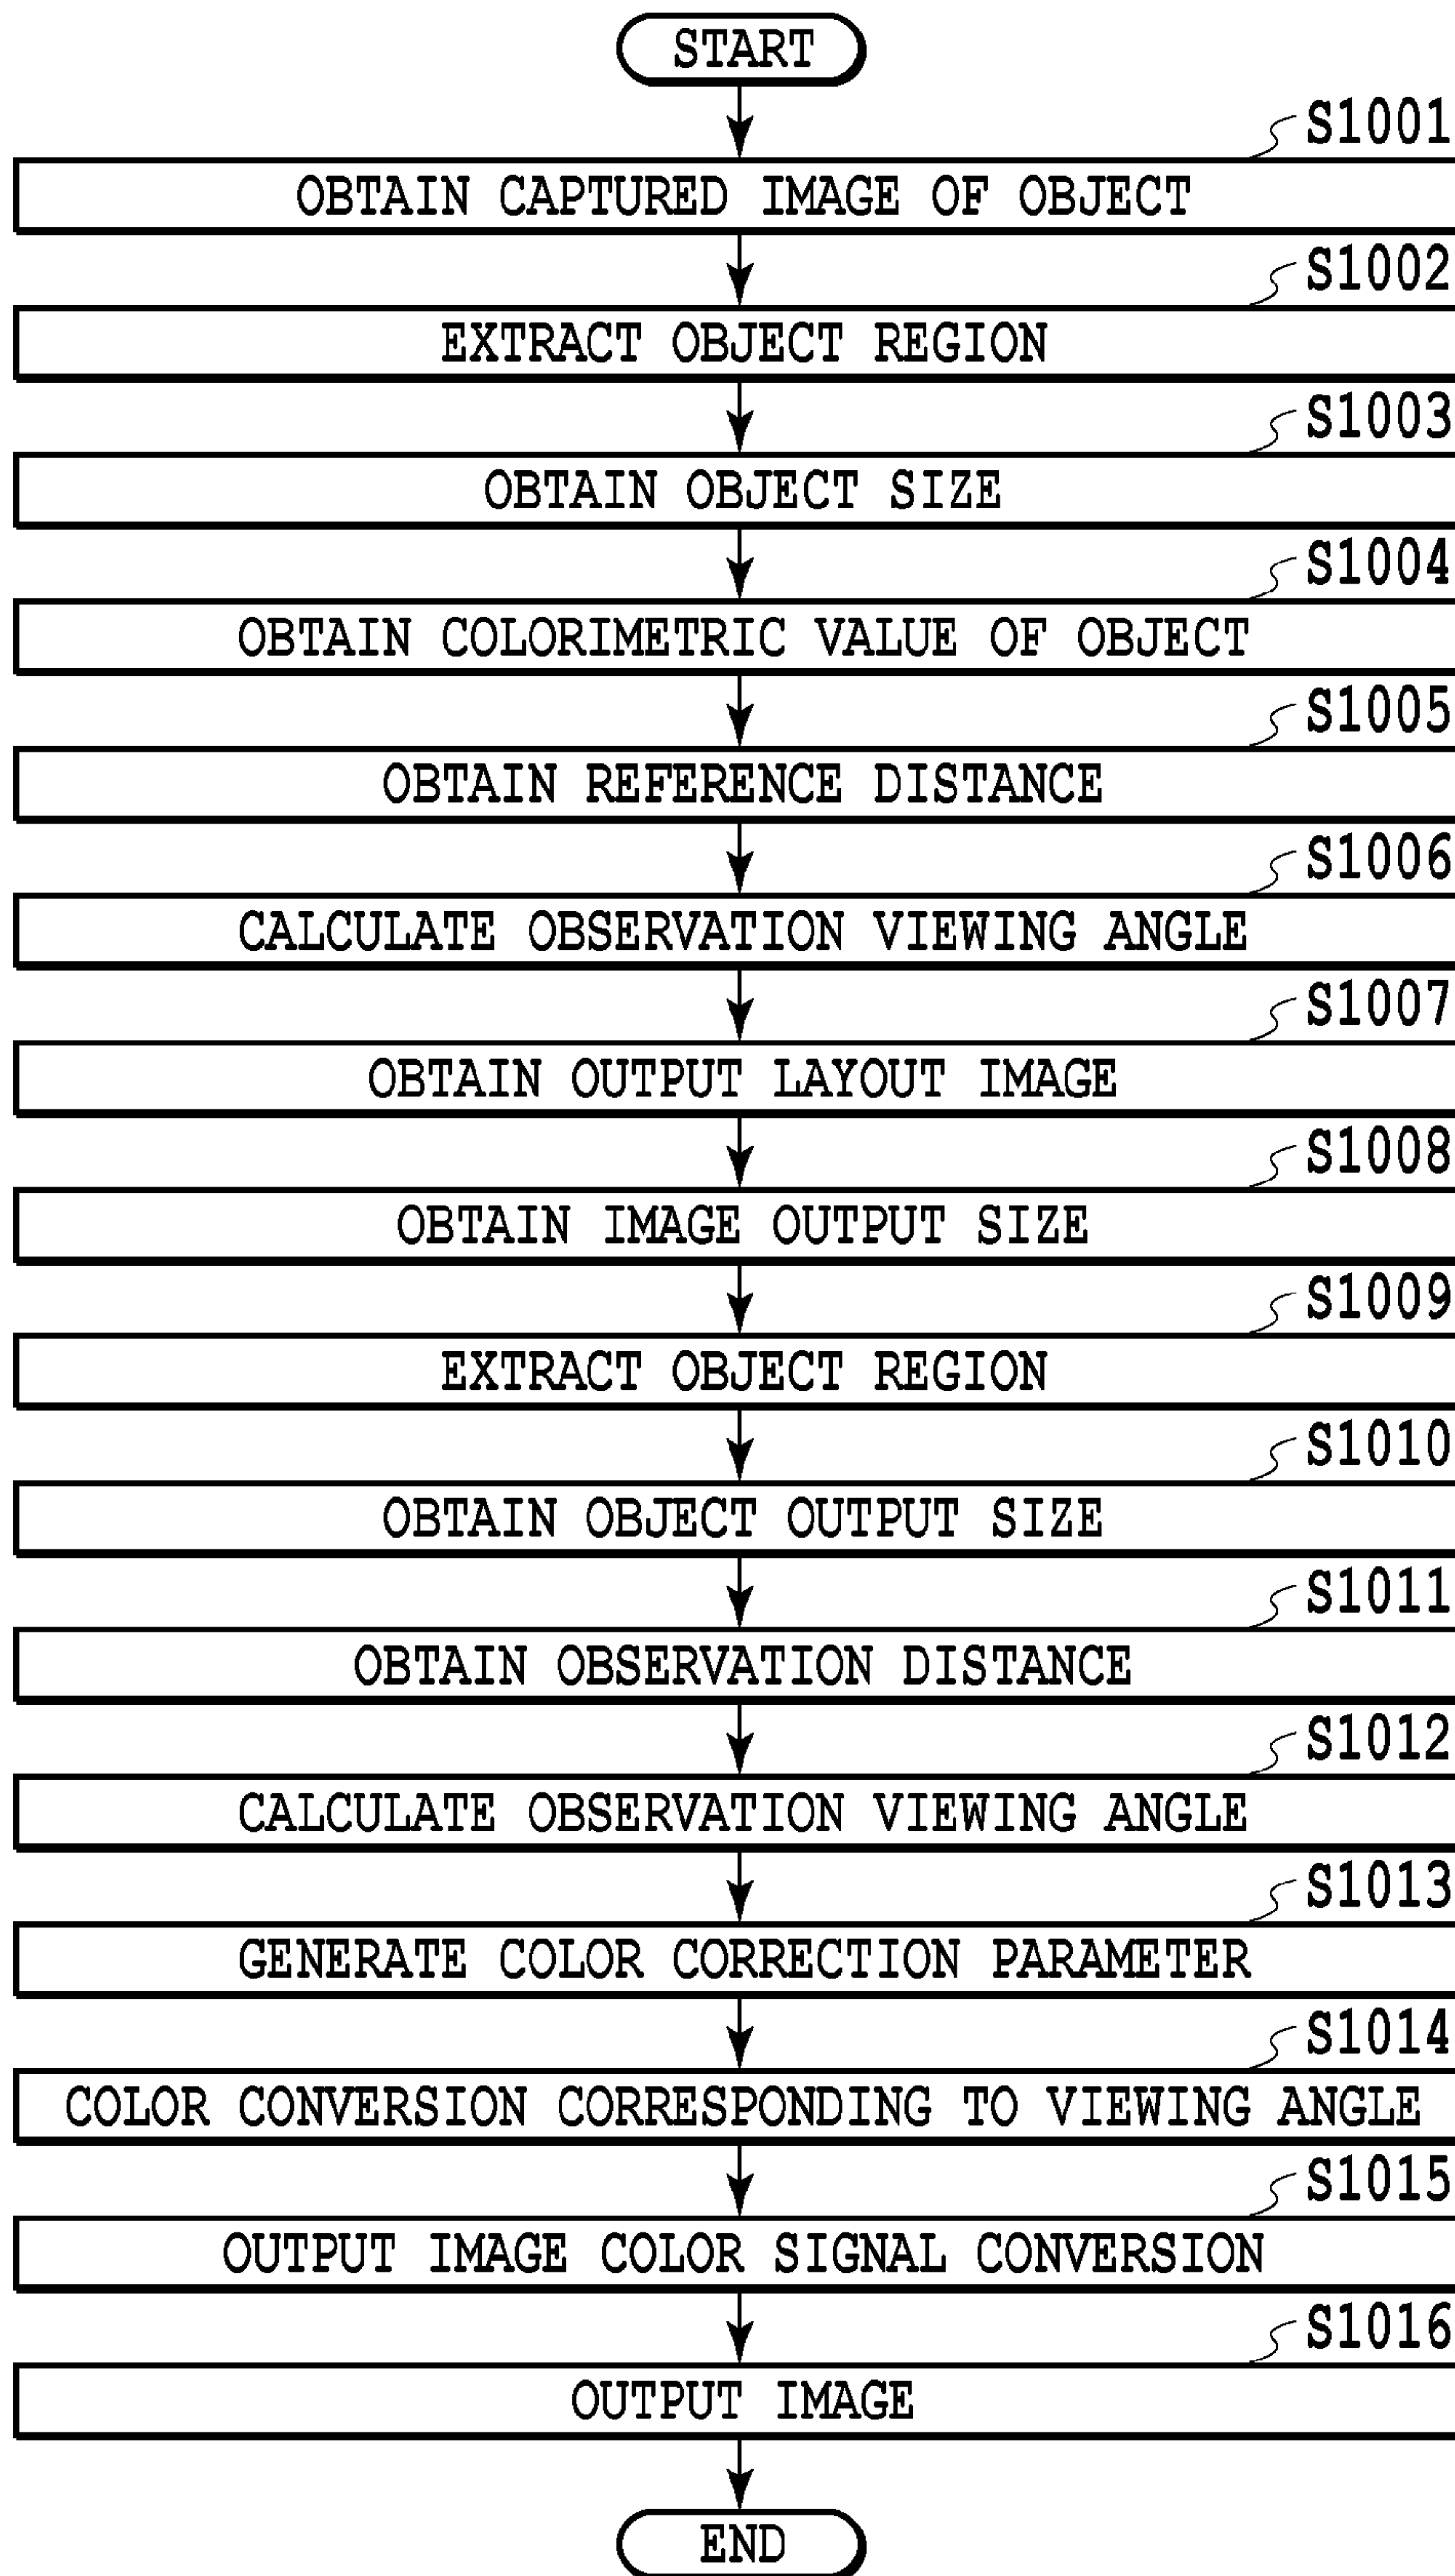 START
S1001
OBTAIN CAPTURED IMAGE OF OBJECT
S1002
EXTRACT OBJECT REGION
S1003
OBTAIN OBJECT SIZE
S1004
OBTAIN COLORIMETRIC VALUE OF OBJECT
S1005
OBTAIN REFERENCE DISTANCE
S1006
CALCULATE OBSERVATION VIEWING ANGLE
S1007
OBTAIN OUTPUT LAYOUT IMAGE
S1008
OBTAIN IMAGE OUTPUT SIZE
S1009
EXTRACT OBJECT REGION
S1010
OBTAIN OBJECT OUTPUT SIZE
S1011
OBTAIN OBSERVATION DISTANCE
S1012
CALCULATE OBSERVATION VIEWING ANGLE
S1013
GENERATE COLOR CORRECTION PARAMETER
S1014
COLOR CONVERSION CORRESPONDING TO VIEWING ANGLE
S1015
OUTPUT IMAGE COLOR SIGNAL CONVERSION
S1016
OUTPUT IMAGE
END